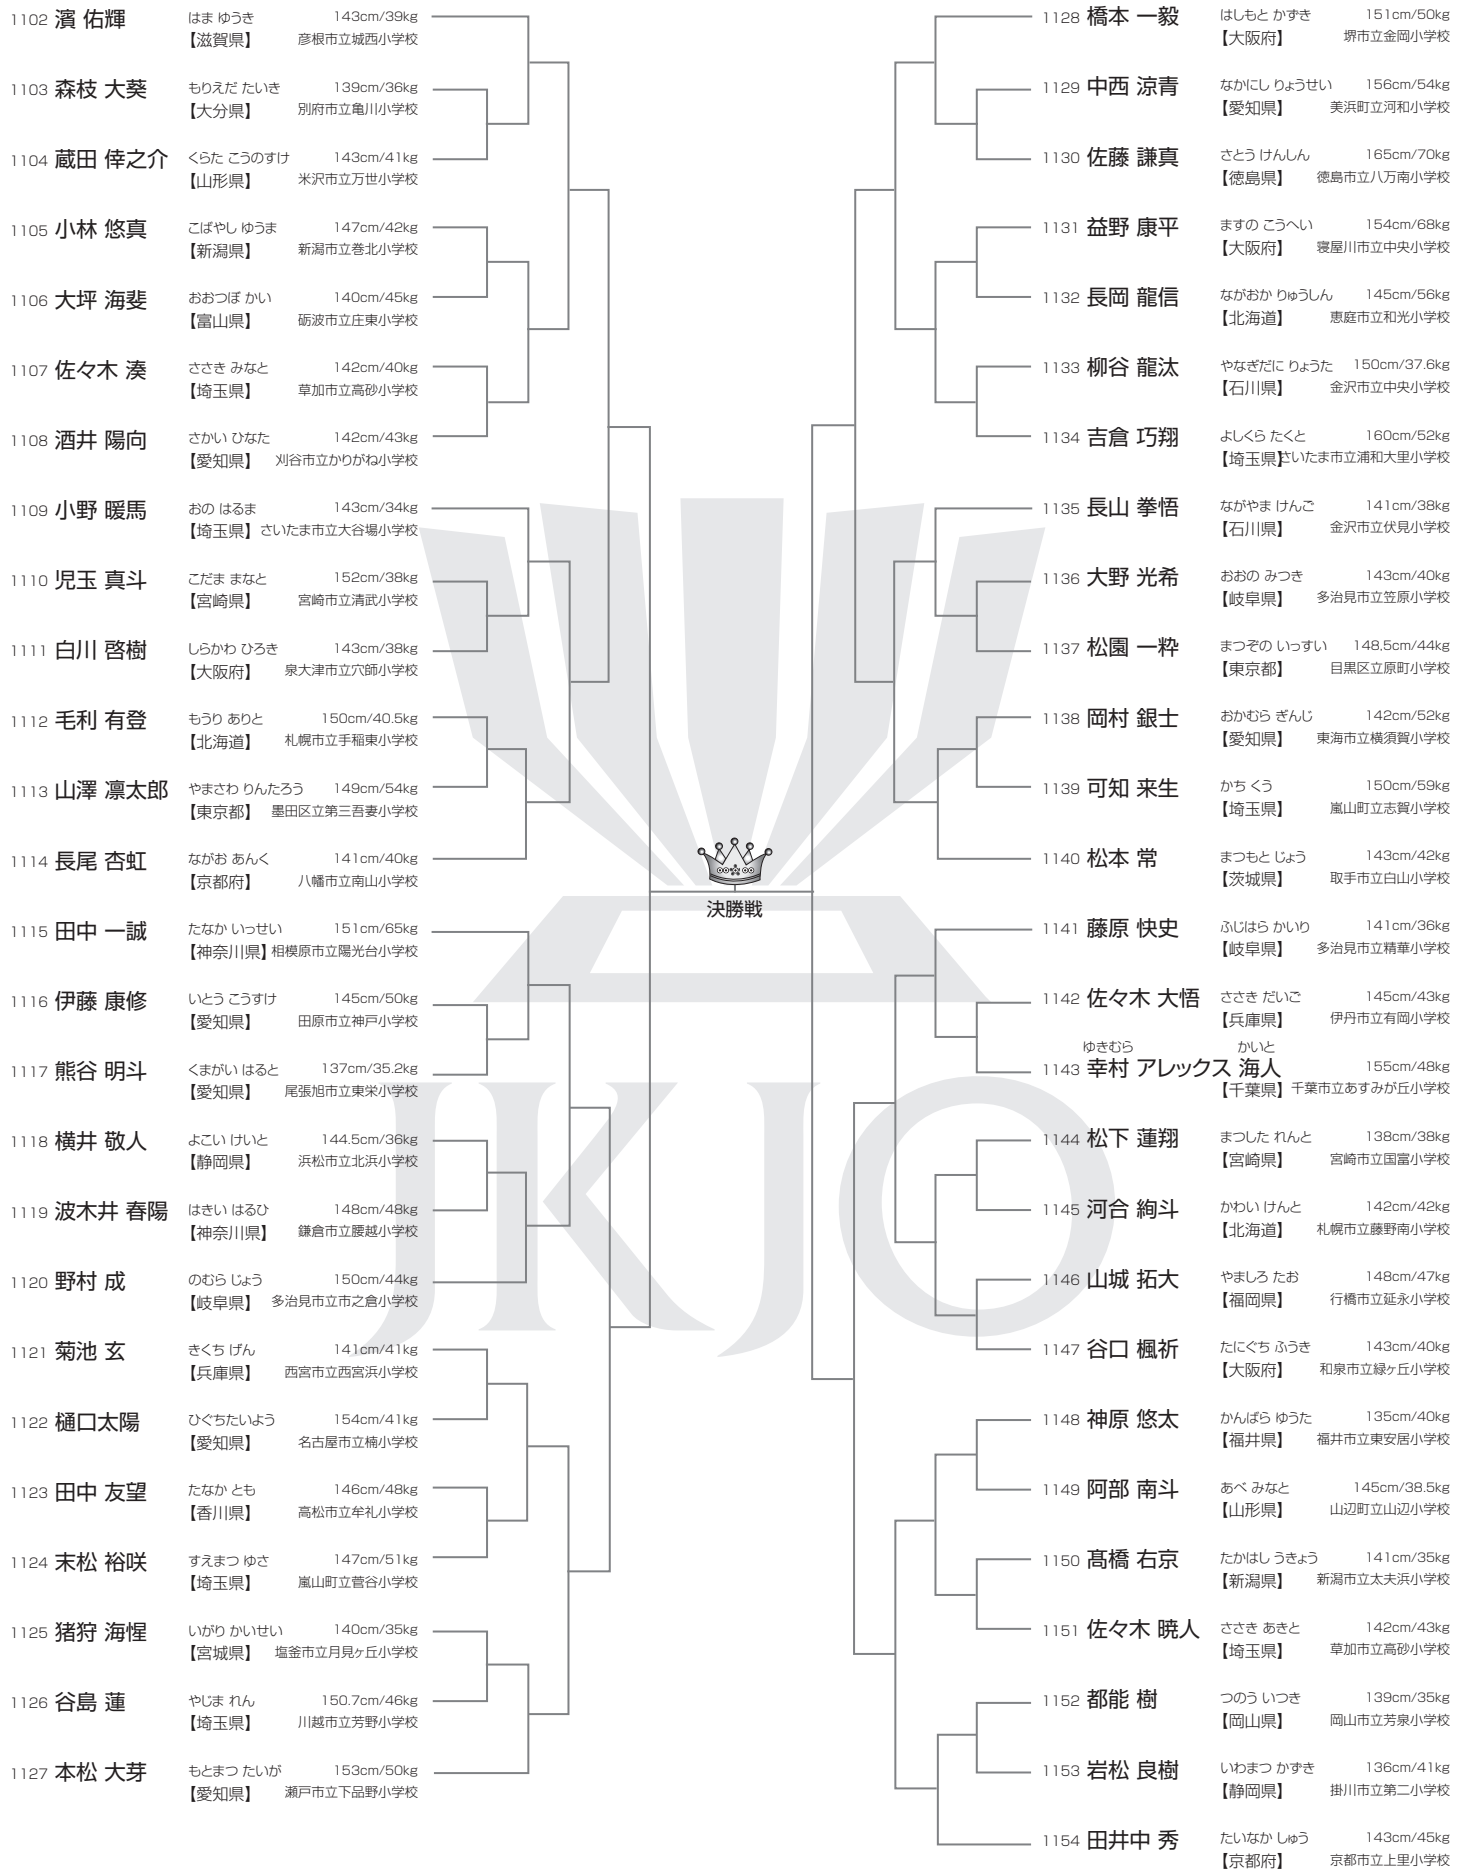 1102 濱 佑輝 はま ゆうき 143cm/39kg
【滋賀県】 彦根市立城西小学校
1103 森枝 大葵 もりえだ たいき 139cm/36kg
【大分県】 別府市立亀川小学校
1104 蔵田 倖之介 くらた こうのすけ 143cm/41kg
【山形県】 米沢市立万世小学校
1105 小林 悠真 こばやし ゆうま 147cm/42kg
【新潟県】 新潟市立巻北小学校
1106 大坪 海斐 おおつぼ かい 140cm/45kg
【富山県】 砺波市立庄東小学校
1107 佐々木 湊 ささき みなと 142cm/40kg
【埼玉県】 草加市立高砂小学校
1108 酒井 陽向 さかい ひなた 142cm/43kg
【愛知県】 刈谷市立かりがね小学校
1109 小野 暖馬 おの はるま 143cm/34kg
【埼玉県】 さいたま市立大谷場小学校
1110 児玉 真斗 こだま まなと 152cm/38kg
【宮崎県】 宮崎市立清武小学校
1111 白川 啓樹 しらかわ ひろき 143cm/38kg
【大阪府】 泉大津市立穴師小学校
1112 毛利 有登 もうり ありと 150cm/40.5kg
【北海道】 札幌市立手稲東小学校
1113 山澤 凛太郎 やまさわ りんたろう 149cm/54kg
【東京都】 墨田区立第三吾妻小学校
1114 長尾 杏虹 ながお あんく 141cm/40kg
【京都府】 八幡市立南山小学校
1115 田中 一誠 たなか いっせい 151cm/65kg
【神奈川県】 相模原市立陽光台小学校
1116 伊藤 康修 いとう こうすけ 145cm/50kg
【愛知県】 田原市立神戸小学校
1117 熊谷 明斗 くまがい はると 137cm/35.2kg
【愛知県】 尾張旭市立東栄小学校
1118 横井 敬人 よこい けいと 144.5cm/36kg
【静岡県】 浜松市立北浜小学校
1119 波木井 春陽 はきい はるひ 148cm/48kg
【神奈川県】 鎌倉市立腰越小学校
1120 野村 成 のむら じょう 150cm/44kg
【岐阜県】 多治見市立市之倉小学校
1121 菊池 玄 きくち げん 141cm/41kg
【兵庫県】 西宮市立西宮浜小学校
1122 樋口太陽 ひぐちたいよう 154cm/41kg
【愛知県】 名古屋市立楠小学校
1123 田中 友望 たなか とも 146cm/48kg
【香川県】 高松市立牟礼小学校
1124 末松 裕咲 すえまつ ゆさ 147cm/51kg
【埼玉県】 嵐山町立菅谷小学校
1125 猪狩 海惺 いがり かいせい 140cm/35kg
【宮城県】 塩釜市立月見ヶ丘小学校
1126 谷島 蓮 やじま れん 150.7cm/46kg
【埼玉県】 川越市立芳野小学校
1127 本松 大芽 もとまつ たいが 153cm/50kg
【愛知県】 瀬戸市立下品野小学校
決勝戦
JKJO
1128 橋本 一毅 はしもと かずき 151cm/50kg
【大阪府】 堺市立金岡小学校
1129 中西 涼青 なかにし りょうせい 156cm/54kg
【愛知県】 美浜町立河和小学校
1130 佐藤 謙真 さとう けんしん 165cm/70kg
【徳島県】 徳島市立八万南小学校
1131 益野 康平 ますの こうへい 154cm/68kg
【大阪府】 寝屋川市立中央小学校
1132 長岡 龍信 ながおか りゅうしん 145cm/56kg
【北海道】 恵庭市立和光小学校
1133 柳谷 龍汰 やなぎだに りょうた 150cm/37.6kg
【石川県】 金沢市立中央小学校
1134 吉倉 巧翔 よしくら たくと 160cm/52kg
【埼玉県】さいたま市立浦和大里小学校
1135 長山 拳悟 ながやま けんご 141cm/38kg
【石川県】 金沢市立伏見小学校
1136 大野 光希 おおの みつき 143cm/40kg
【岐阜県】 多治見市立笠原小学校
1137 松園 一粋 まつぞの いっすい 148,5cm/44kg
【東京都】 目黒区立原町小学校
1138 岡村 銀士 おかむら ぎんじ 142cm/52kg
【愛知県】 東海市立横須賀小学校
1139 可知 来生 かち くう 150cm/59kg
【埼玉県】 嵐山町立志賀小学校
1140 松本 常 まつもと じょう 143cm/42kg
【茨城県】 取手市立白山小学校
1141 藤原 快史 ふじはら かいり 141cm/36kg
【岐阜県】 多治見市立精華小学校
1142 佐々木 大悟 ささき だいご 145cm/43kg
【兵庫県】 伊丹市立有岡小学校
ゆきむら かいと
1143 幸村 アレックス 海人 155cm/48kg
【千葉県】 千葉市立あすみが丘小学校
1144 松下 蓮翔 まつした れんと 138cm/38kg
【宮崎県】 宮崎市立国富小学校
1145 河合 絢斗 かわい けんと 142cm/42kg
【北海道】 札幌市立藤野南小学校
1146 山城 拓大 やましろ たお 148cm/47kg
【福岡県】 行橋市立延永小学校
1147 谷口 楓祈 たにぐち ふうき 143cm/40kg
【大阪府】 和泉市立緑ヶ丘小学校
1148 神原 悠太 かんばら ゆうた 135cm/40kg
【福井県】 福井市立東安居小学校
1149 阿部 南斗 あべ みなと 145cm/38.5kg
【山形県】 山辺町立山辺小学校
1150 髙橋 右京 たかはし うきょう 141cm/35kg
【新潟県】 新潟市立太夫浜小学校
1151 佐々木 暁人 ささき あきと 142cm/43kg
【埼玉県】 草加市立高砂小学校
1152 都能 樹 つのう いつき 139cm/35kg
【岡山県】 岡山市立芳泉小学校
1153 岩松 良樹 いわまつ かずき 136cm/41kg
【静岡県】 掛川市立第二小学校
1154 田井中 秀 たいなか しゅう 143cm/45kg
【京都府】 京都市立上里小学校